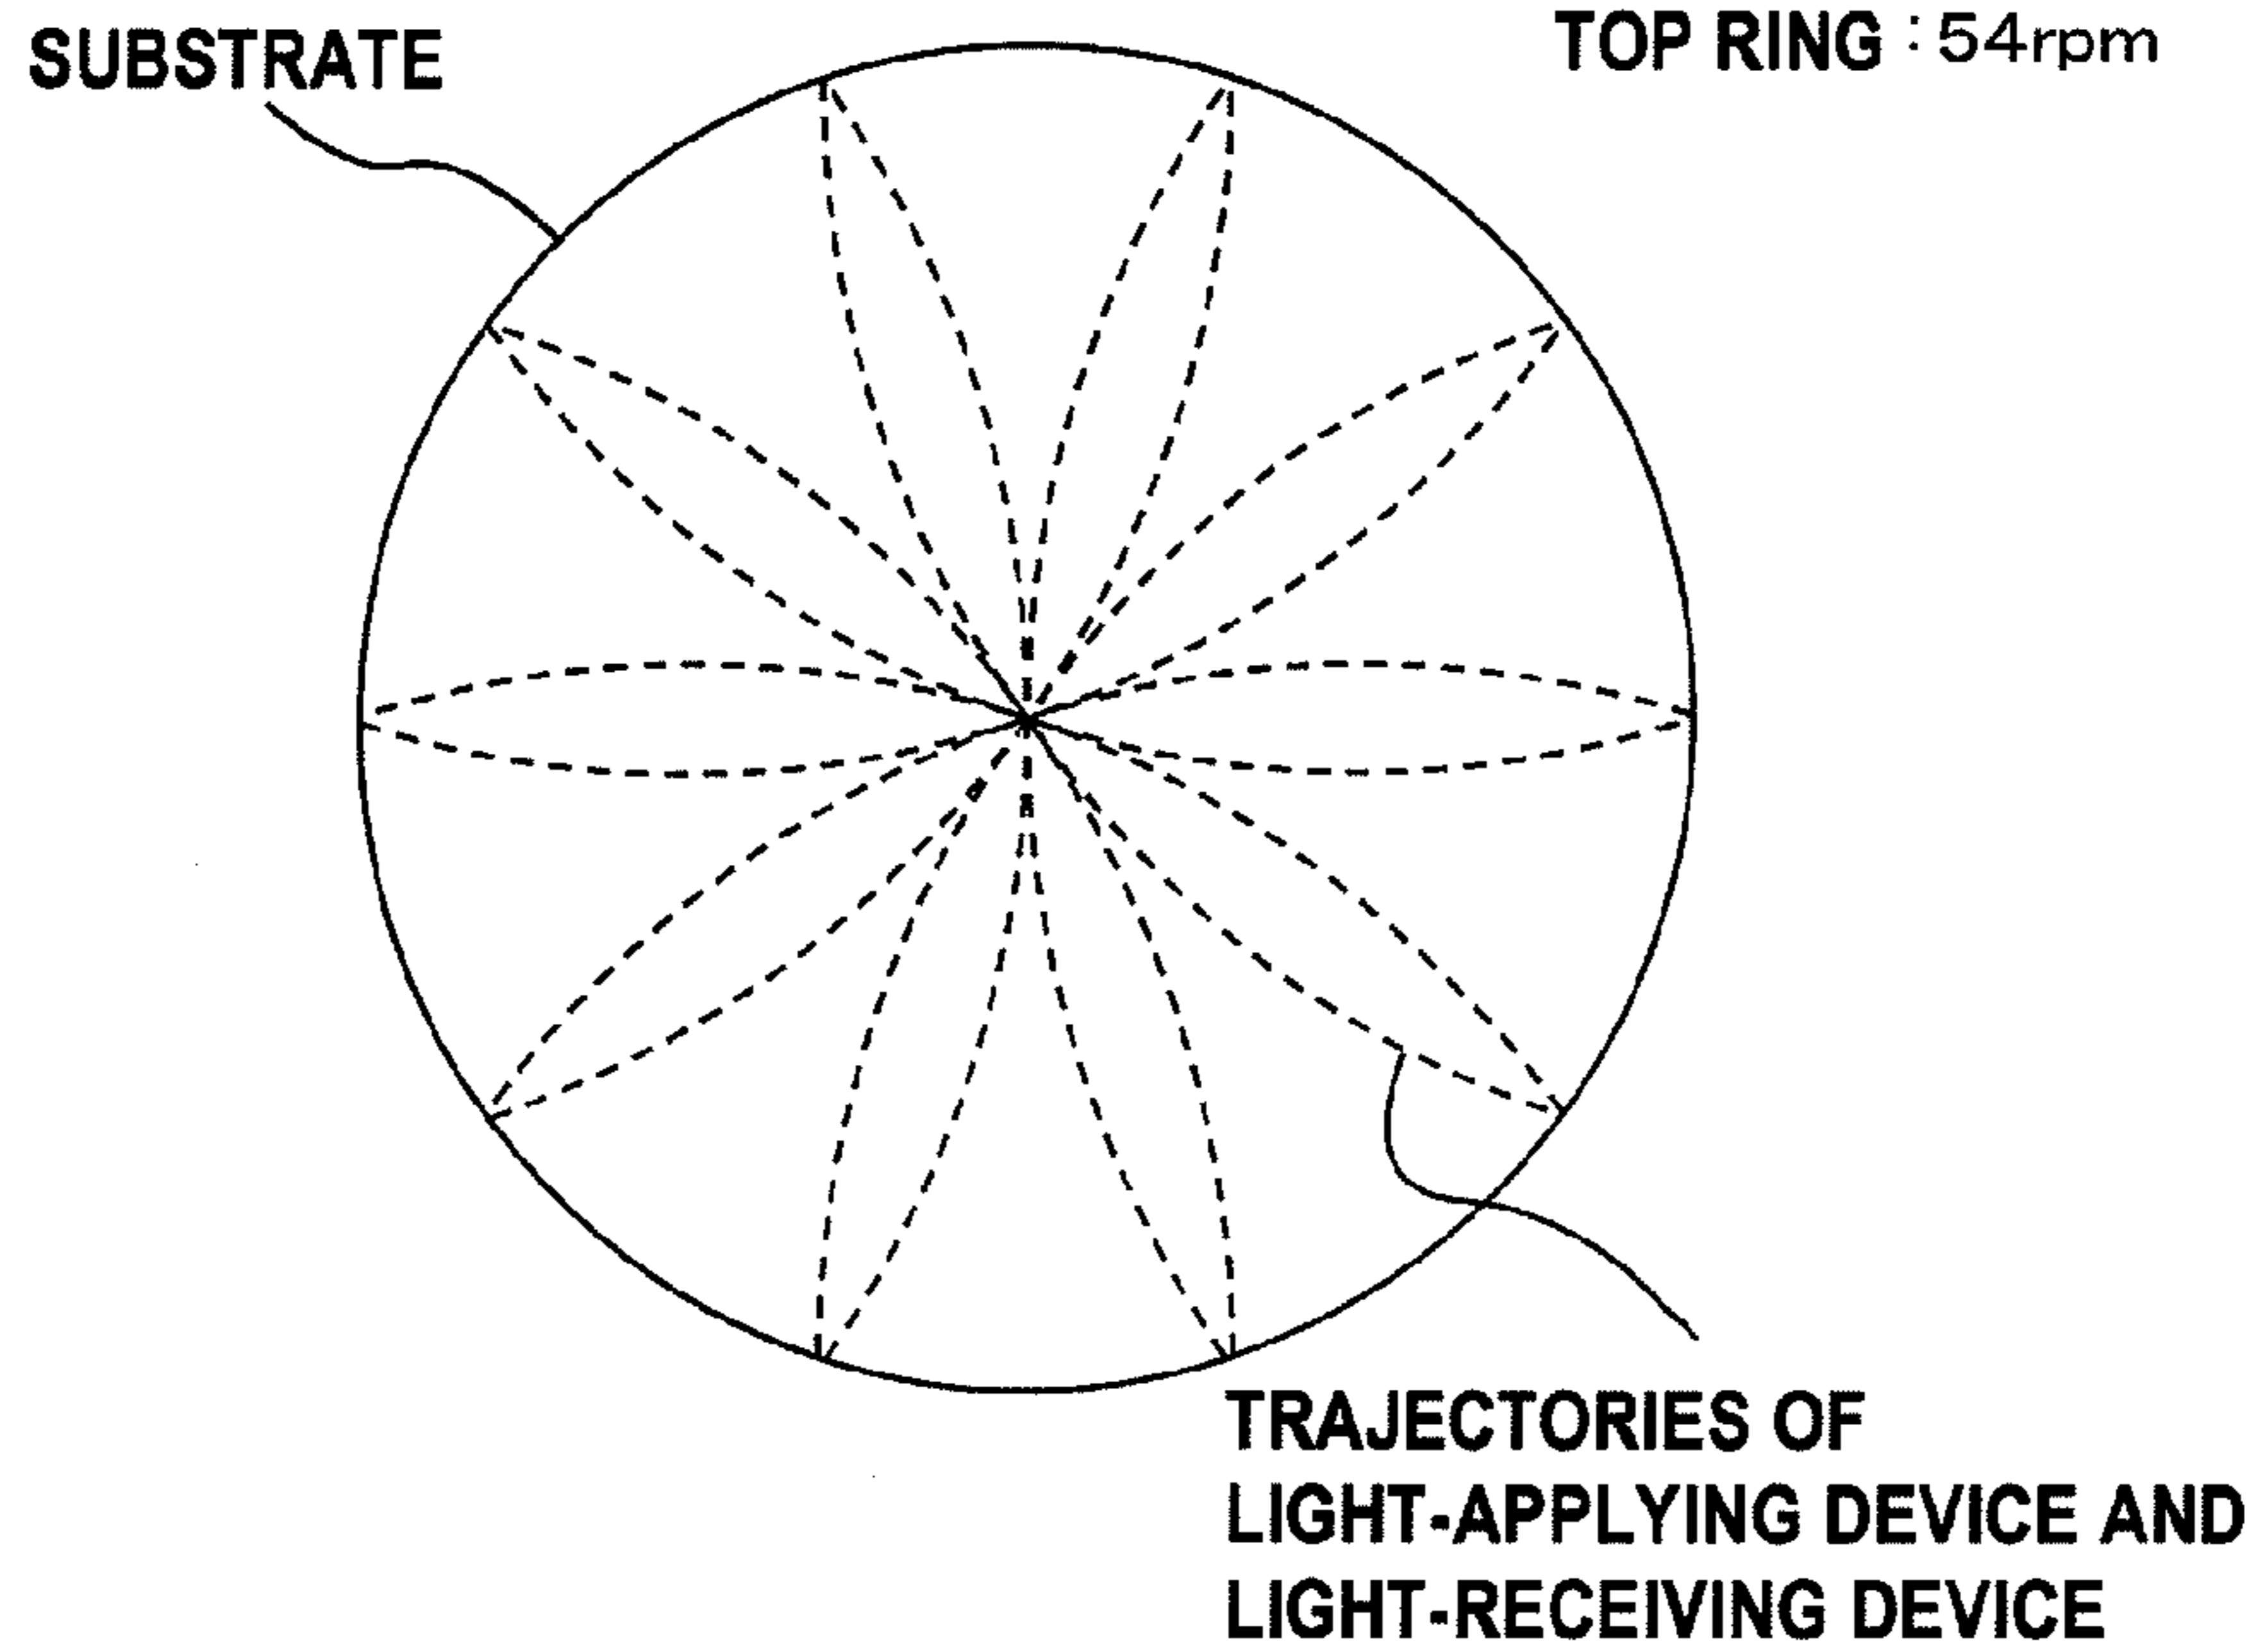 SUBSTRATE
TOP RING : 54rpm
TRAJECTORIES OF
LIGHT-APPLYING DEVICE AND
LIGHT-RECEIVING DEVICE